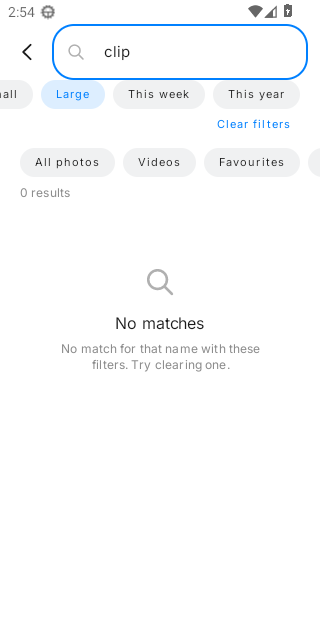 2:54
clip
all
Large
This week
This year
Clear filters
All photos
Videos
Favourites
0 results
No matches
No match for that name with these
filters. Try clearing one.